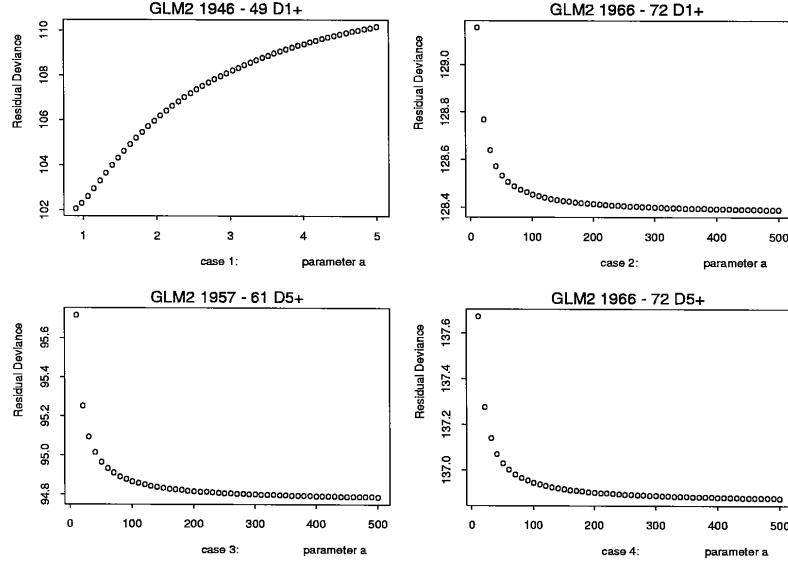 GLM2 1946 - 49 D1+
Residual Deviance
110
108
106
104
102
1 2 3 4 5
case 1: parameter a
GLM2 1966 - 72 D1+
Residual Deviance
129.0
128.8
128.6
128.4
0 100 200 300 400 500
case 2: parameter a
GLM2 1957 - 61 D5+
Residual Deviance
95.6
95.4
95.2
95.0
94.8
0 100 200 300 400 500
case 3: parameter a
GLM2 1966 - 72 D5+
Residual Deviance
137.6
137.4
137.2
137.0
0 100 200 300 400 500
case 4: parameter a